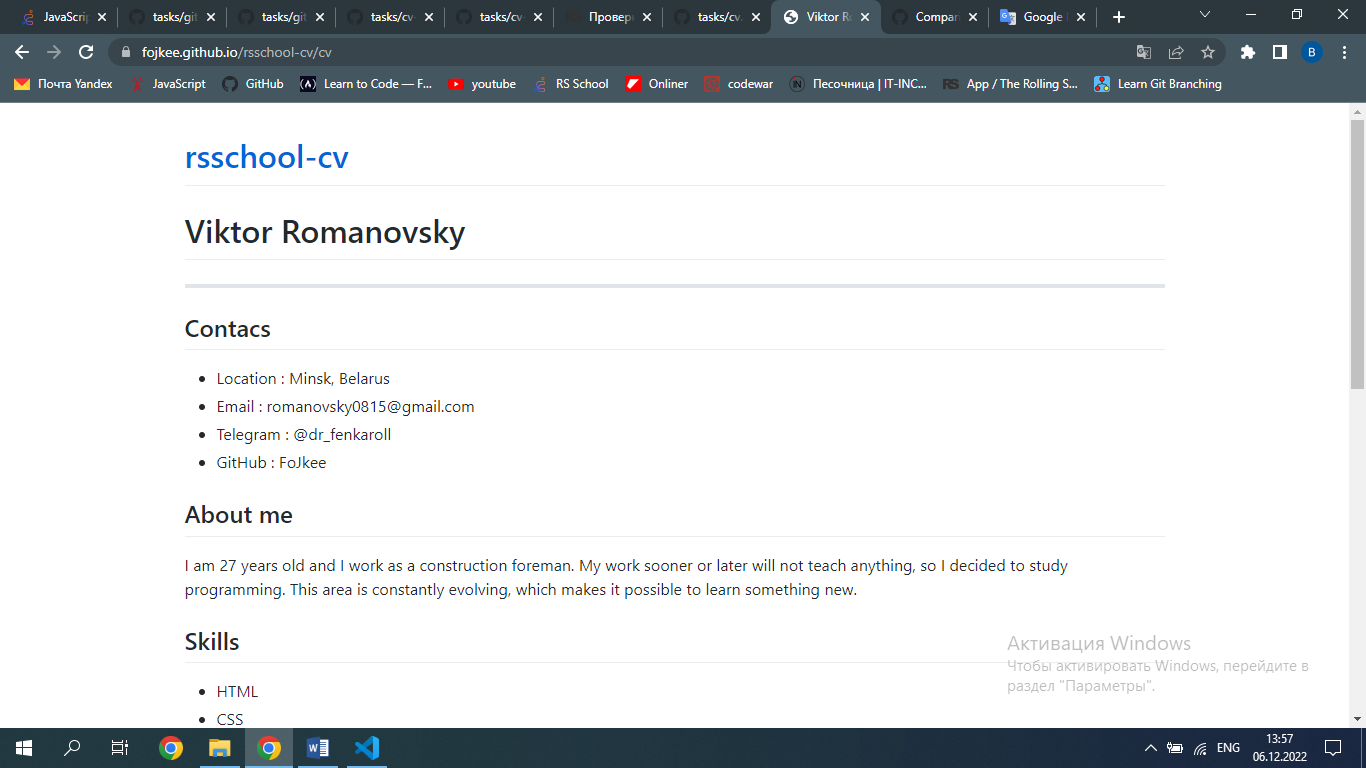 JavaScrip
tasks/git
tasks/git
tasks/cv-
tasks/cv-
Провери
tasks/cv.
Viktor Ro
Compan
Google
fojkee.github.io/rsschool-cv/cv
B
Почта Yandex
JavaScript
GitHub
Learn to Code — F...
youtube
RS School
Onliner
codewar
Песочница | IT-INC...
App / The Rolling S...
Learn Git Branching
rsschool-cv
Viktor Romanovsky
Contacs
Location : Minsk, Belarus
Email : romanovsky0815@gmail.com
Telegram : @dr_fenkaroll
GitHub : FoJkee
About me
I am 27 years old and I work as a construction foreman. My work sooner or later will not teach anything, so I decided to study
programming. This area is constantly evolving, which makes it possible to learn something new.
Skills
HTML
CSS
Активация Windows
Чтобы активировать Windows, перейдите в
раздел "Параметры".
ENG
13:57
06.12.2022